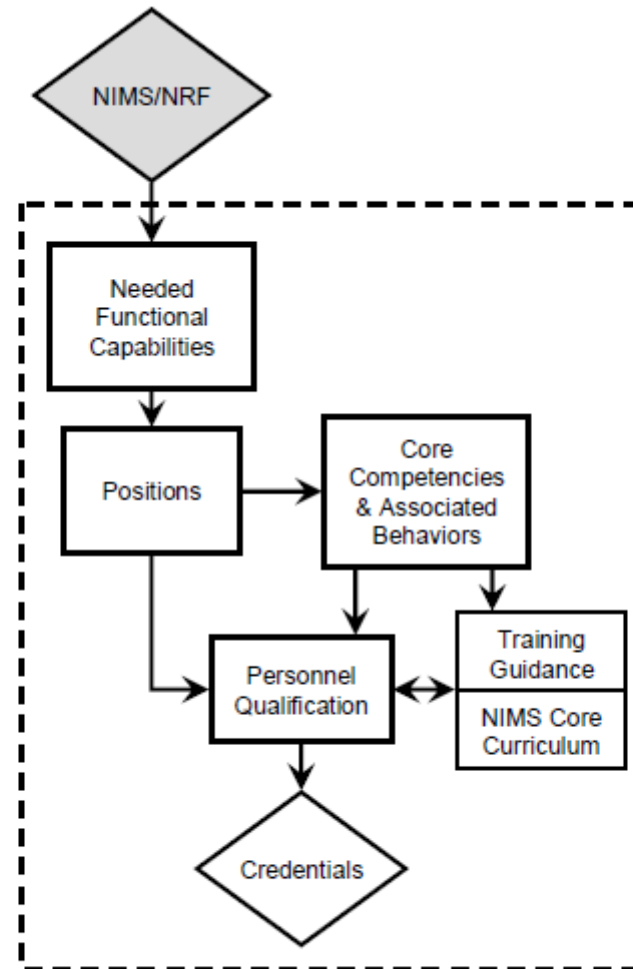 NIMS/NRF
Needed
Functional
Capabilities
Positions
Core
Competencies
& Associated
Behaviors
Personnel
Qualification
Training
Guidance
NIMS Core
Curriculum
Credentials